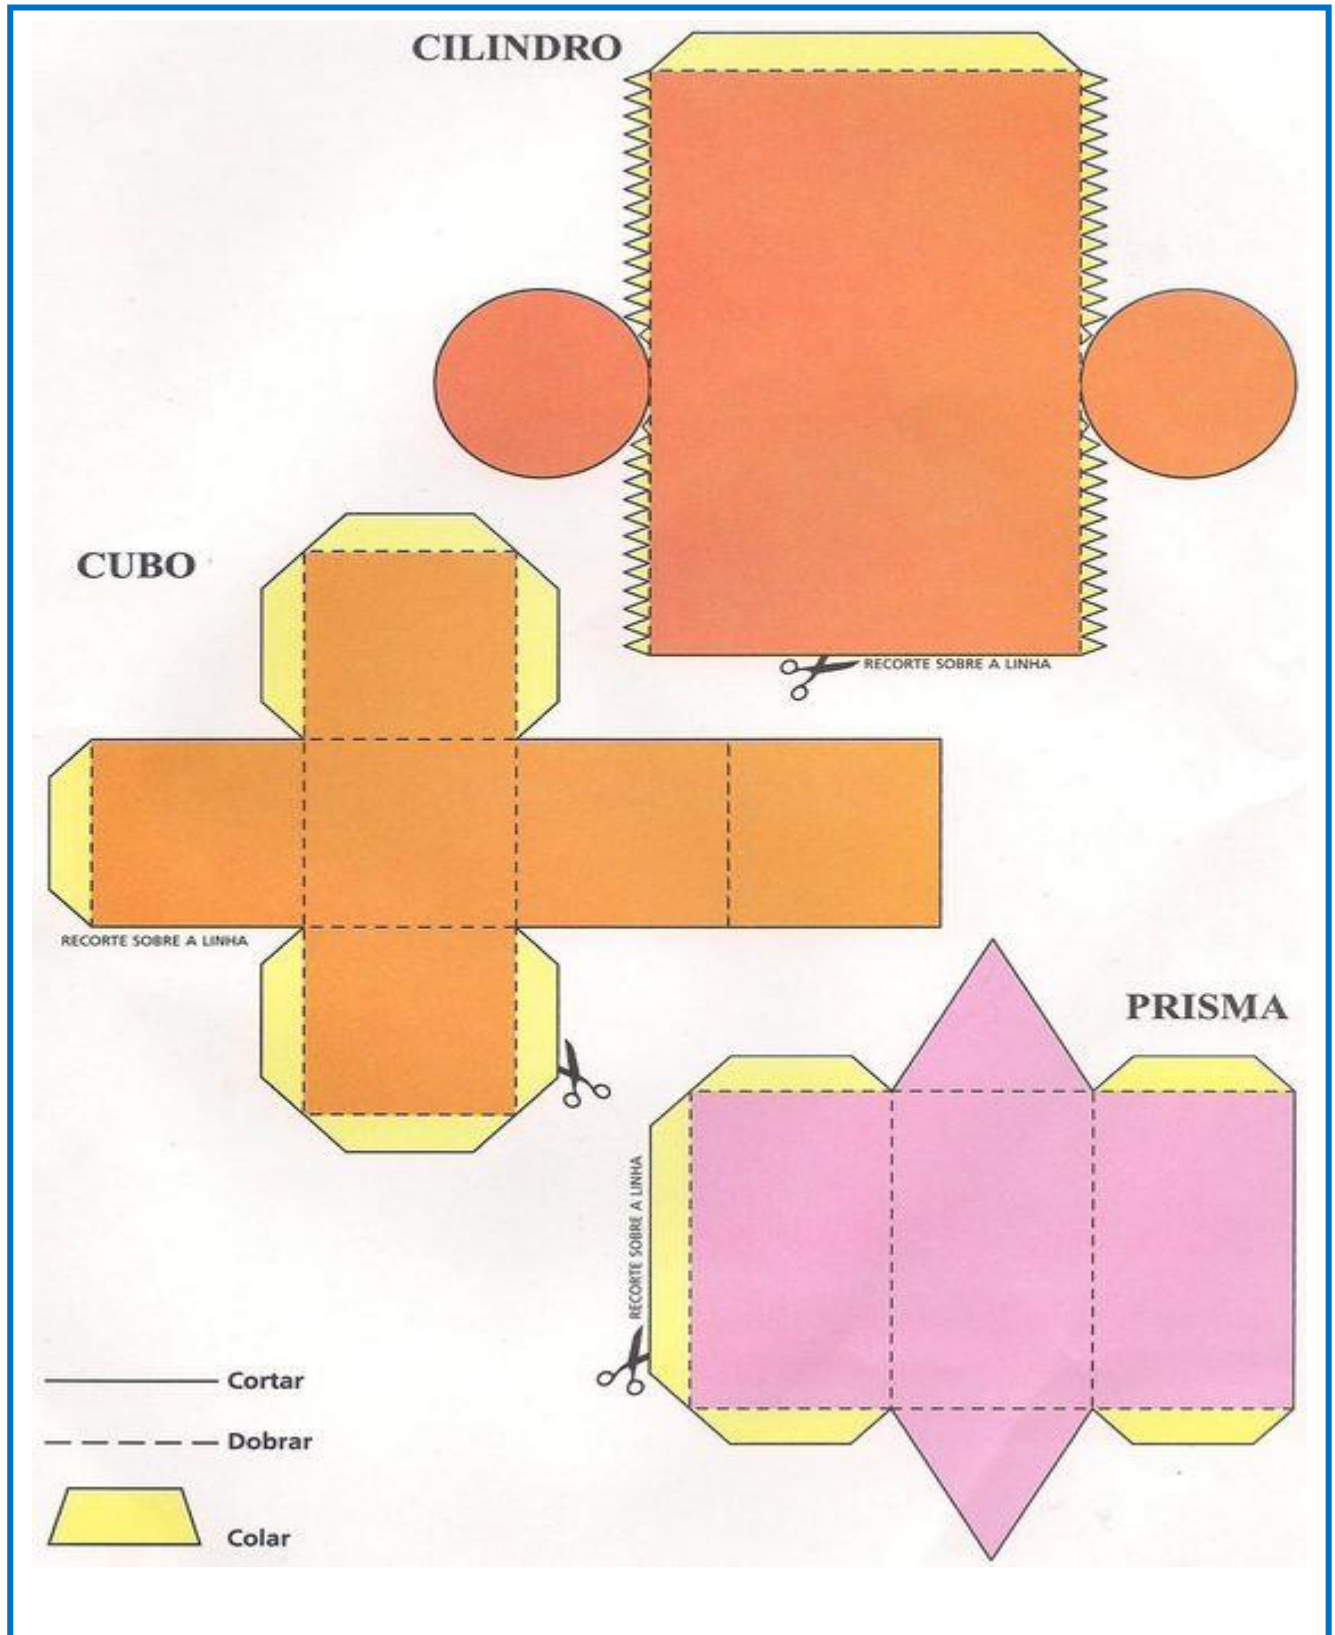 CILINDRO
RECORTE SOBRE A LINHA
CUBO
RECORTE SOBRE A LINHA
PRISMA
RECORTE SOBRE A LINHA
Cortar
Dobrar
Colar